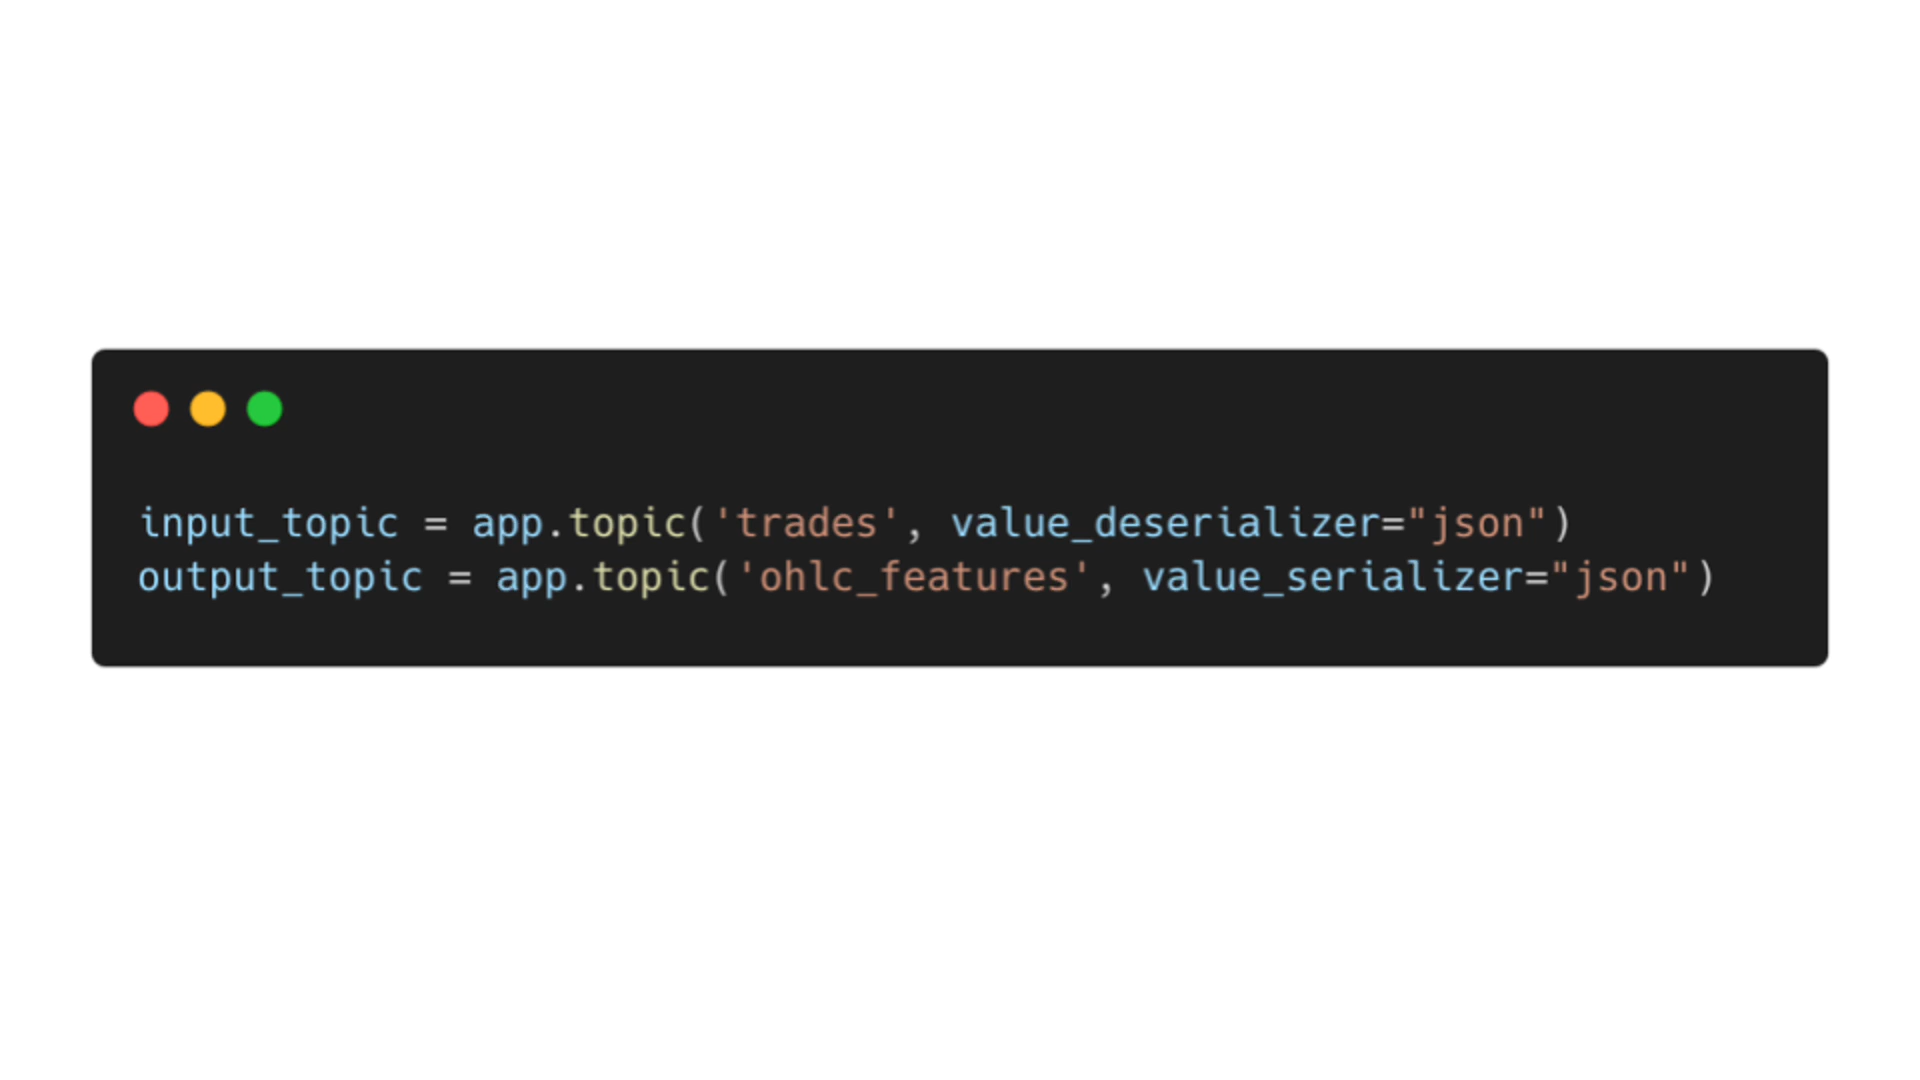 input_topic = app.topic('trades', value_deserializer="json")
output_topic = app.topic('ohlc_features', value_serializer="json")